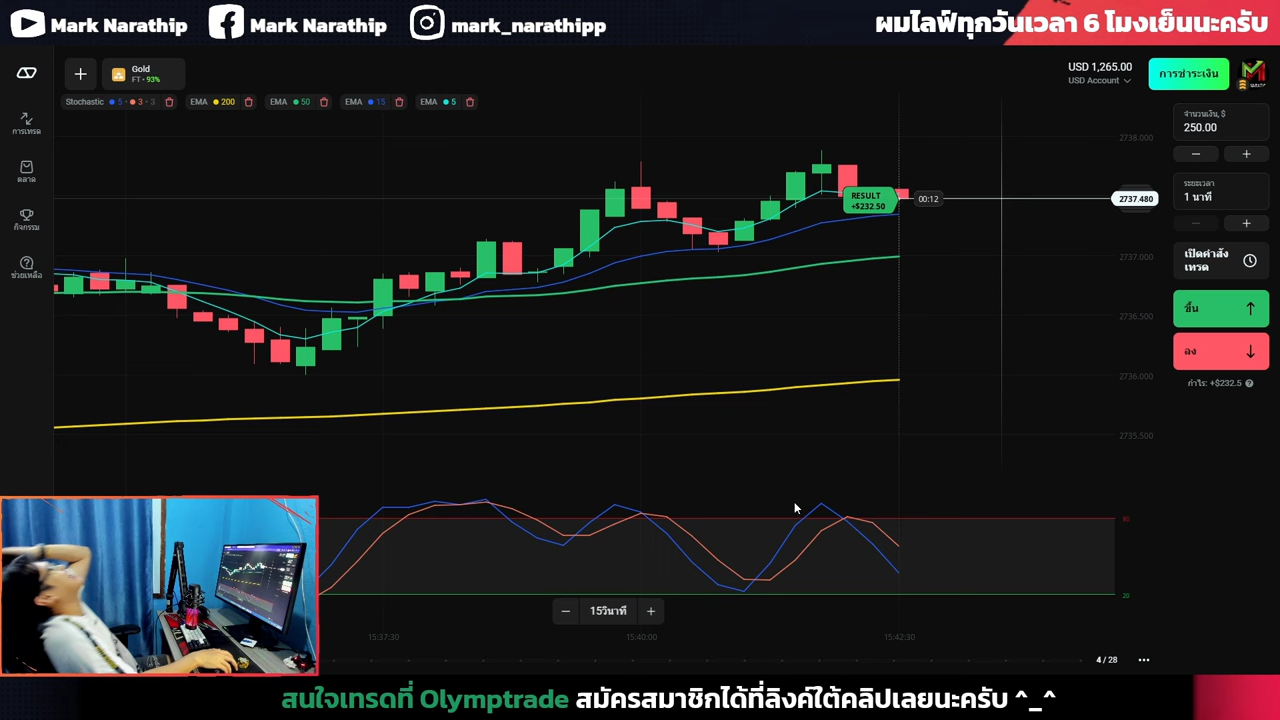 Mark Narathip
Mark Narathip
mark_narathipp
ผมไลฟ์ทุกวันเวลา 6 โมงเย็นนะครับ
Gold
FT • 93%
USD 1,265.00
USD Account
การชำระเงิน
Stochastic 5 • 3 • 3
EMA 200
EMA 50
EMA 15
EMA 5
การเทรด
ตลาด
กิจกรรม
ช่วยเหลือ
จำนวนเงิน, $
250.00
ระยะเวลา
1 นาที
เปิดคำสั่ง
เทรด
ขึ้น
ลง
กำไร: +$232.5
2738.000
2737.480
2737.000
2736.500
2736.000
2735.500
RESULT
+$232.50
00:12
80
20
15วินาที
15:37:30
15:40:00
15:42:30
4 / 28
สนใจเทรดที่ Olymptrade สมัครสมาชิกได้ที่ลิงค์ใต้คลิปเลยนะครับ ^_^